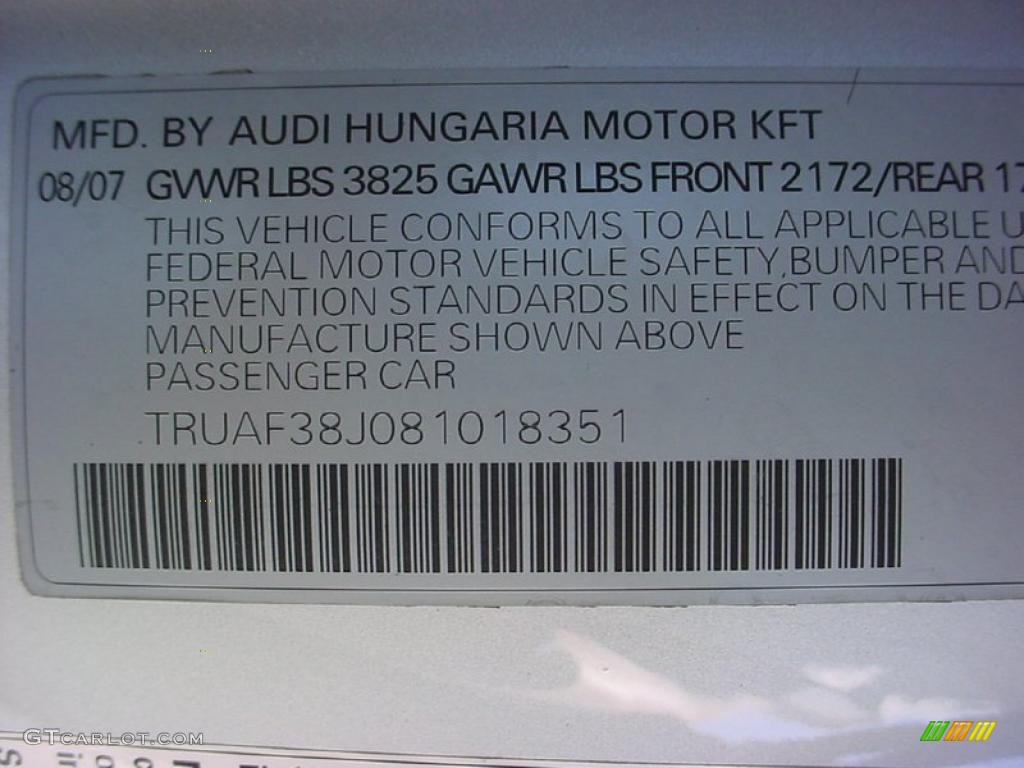 MFD. BY AUDI HUNGARIA MOTOR KFT
08/07 GVWR LBS 3825 GAWR LBS FRONT 2172/REAR 17
THIS VEHICLE CONFORMS TO ALL APPLICABLE U
FEDERAL MOTOR VEHICLE SAFETY,BUMPER AND
PREVENTION STANDARDS IN EFFECT ON THE DA
MANUFACTURE SHOWN ABOVE
PASSENGER CAR
TRUAF38J081018351
GTCARLOT.COM